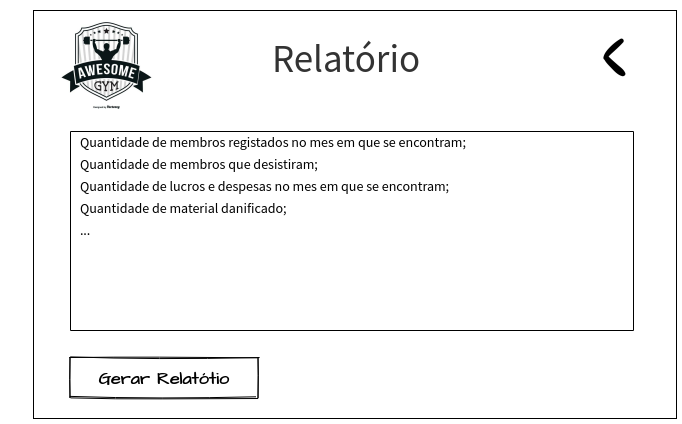 AWESOME
GYM
Relatório
Quantidade de membros registados no mes em que se encontram;
Quantidade de membros que desistiram;
Quantidade de lucros e despesas no mes em que se encontram;
Quantidade de material danificado;
...
Gerar Relatótio